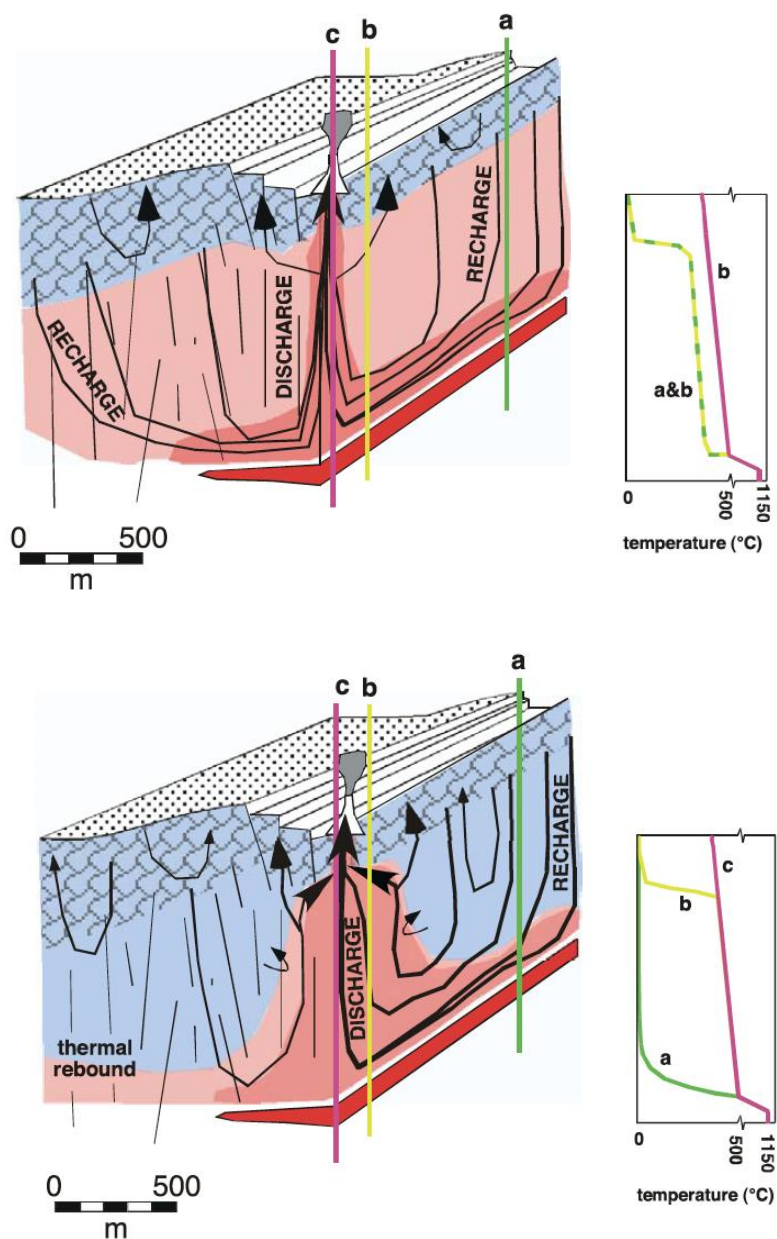 c b a
RECHARGE
DISCHARGE
RECHARGE
0 500
m
b
a&b
0 500 1150
temperature (°C)
c b a
RECHARGE
DISCHARGE
thermal
rebound
0 500
m
c
b
a
0 500 1150
temperature (°C)